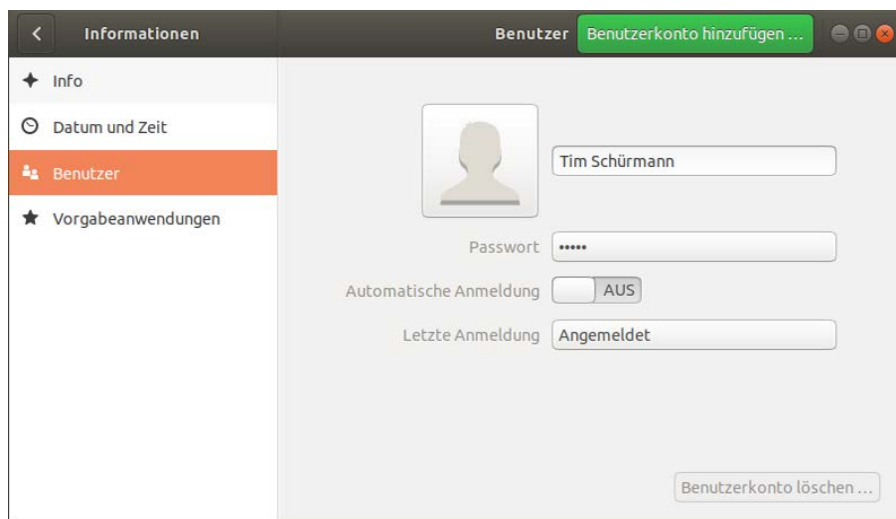 Informationen
Benutzer
Benutzerkonto hinzufügen ...
Info
Datum und Zeit
Benutzer
Vorgabeanwendungen
Tim Schürmann
Passwort •••••
Automatische Anmeldung AUS
Letzte Anmeldung Angemeldet
Benutzerkonto löschen ...